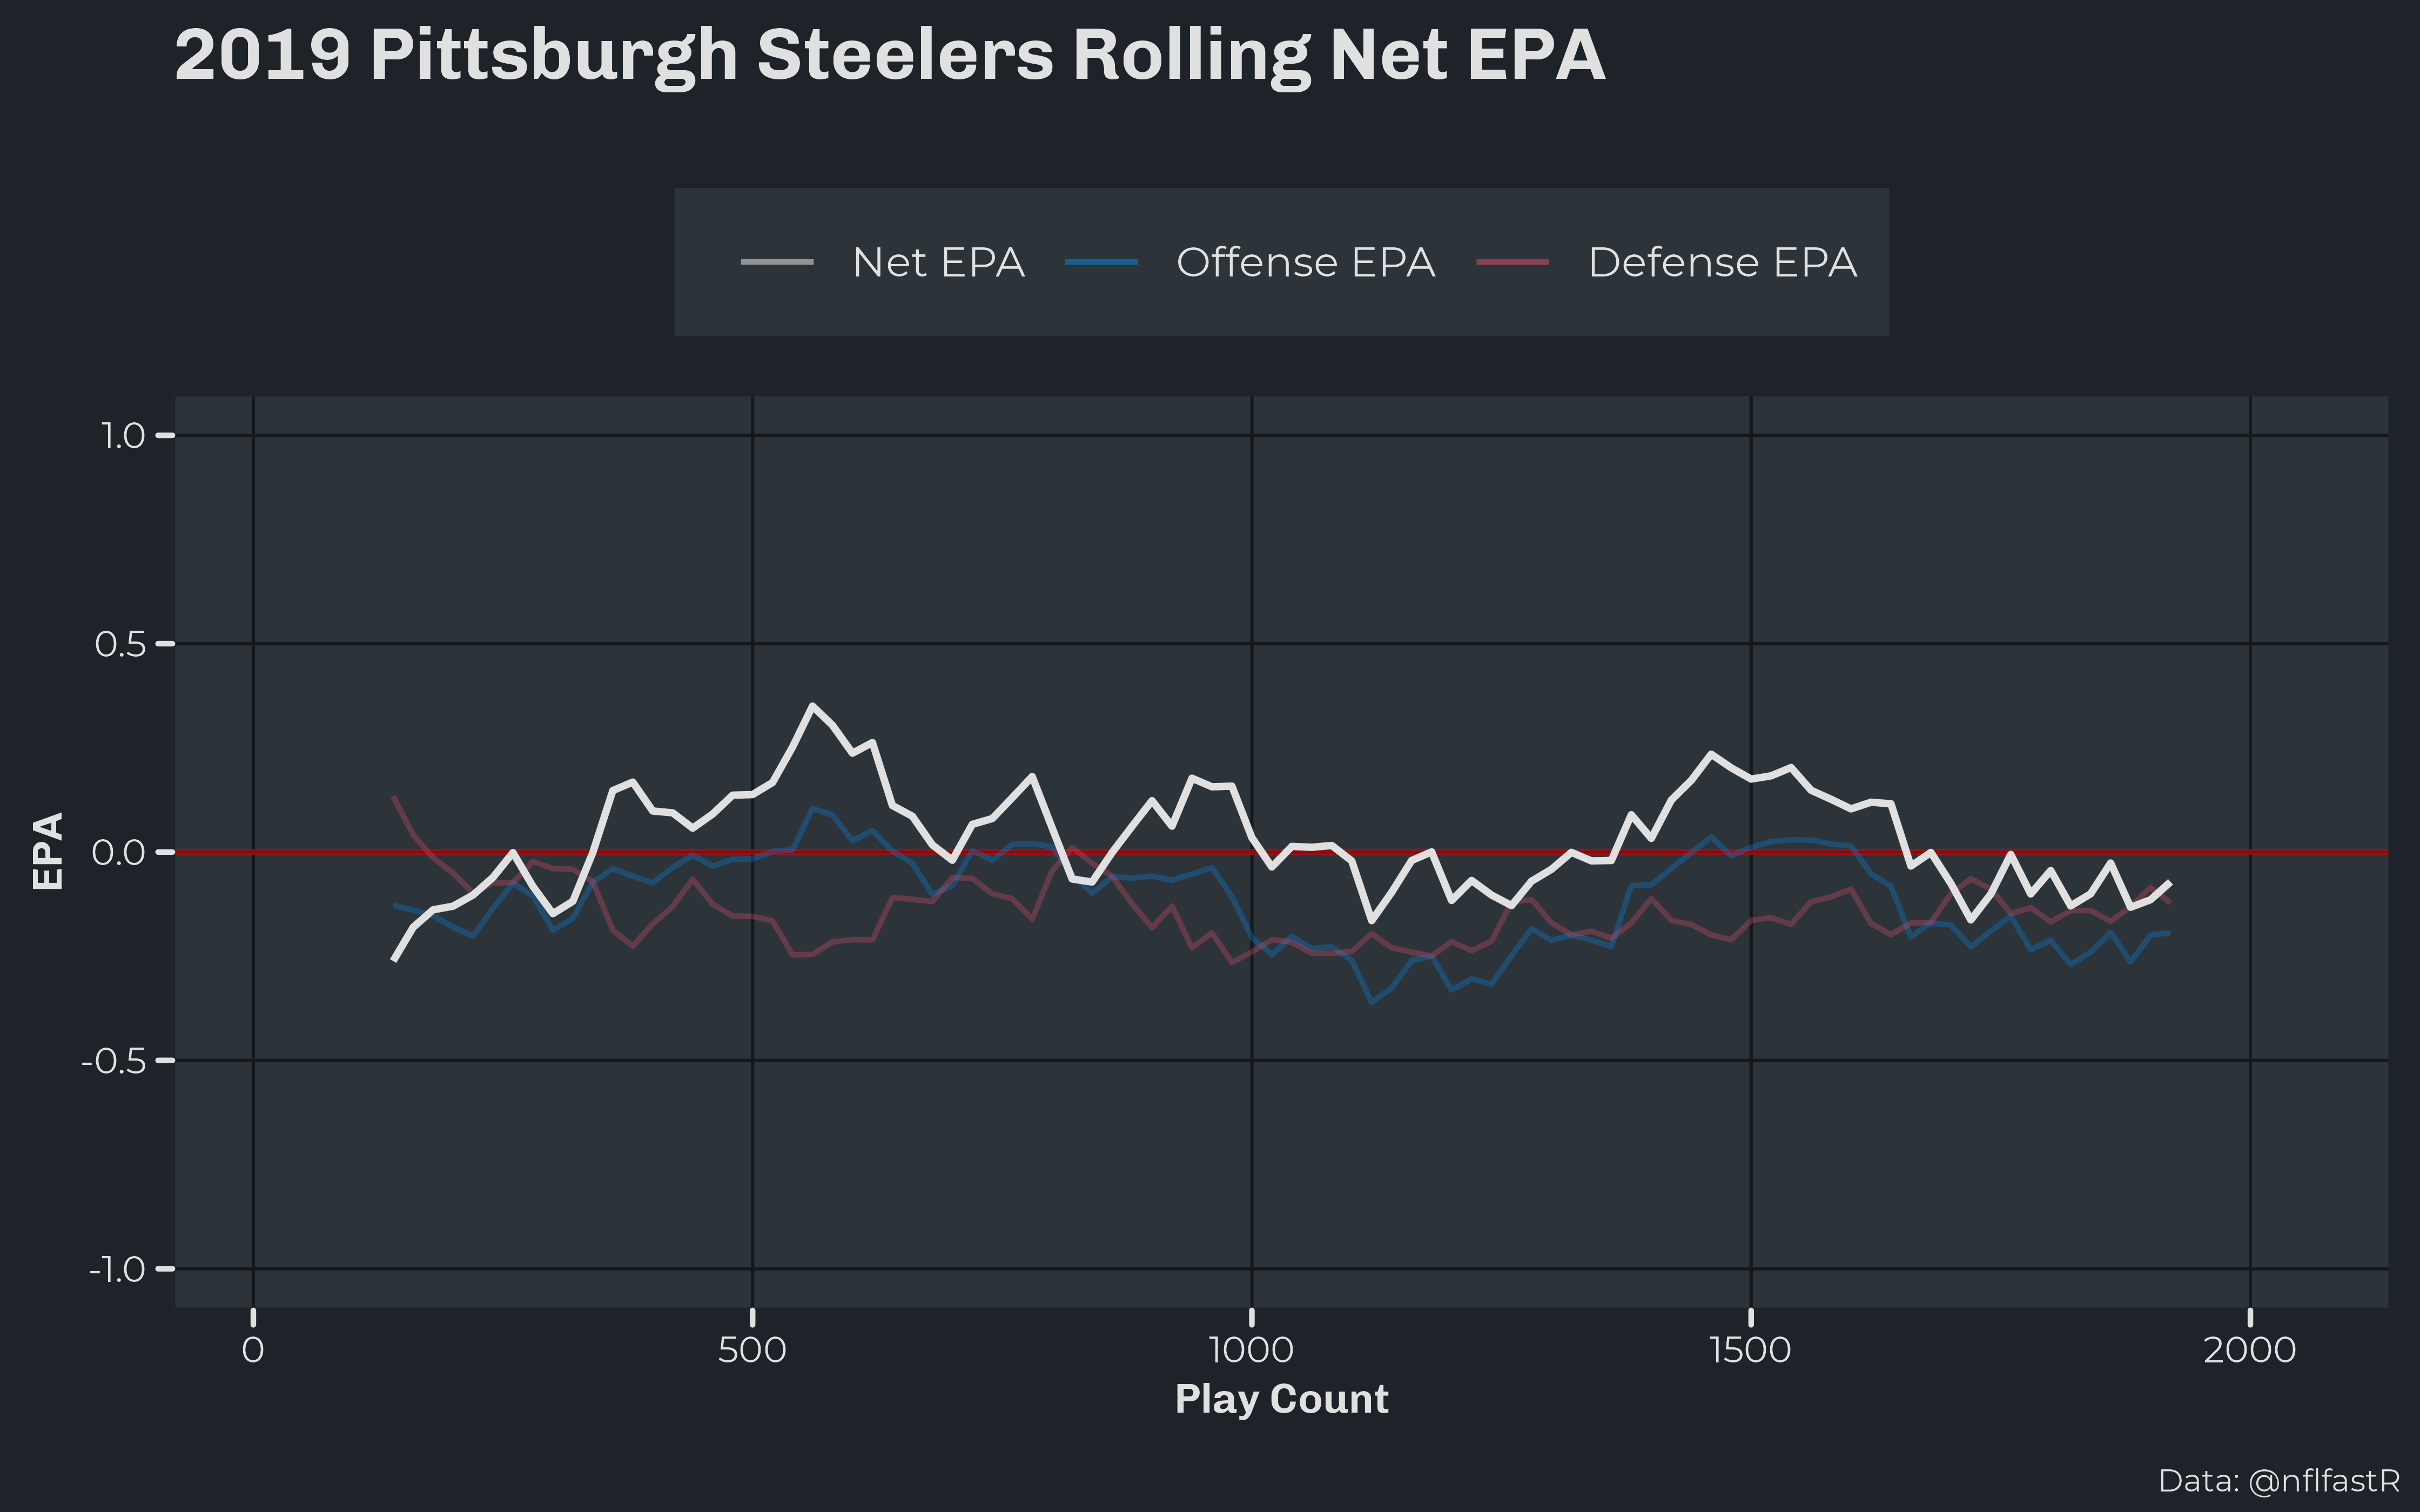 2019 Pittsburgh Steelers Rolling Net EPA
Net EPA Offense EPA Defense EPA
1.0
0.5
0.0
-0.5
-1.0
EPA
0 500 1000 1500 2000
Play Count
Data: @nflfastR